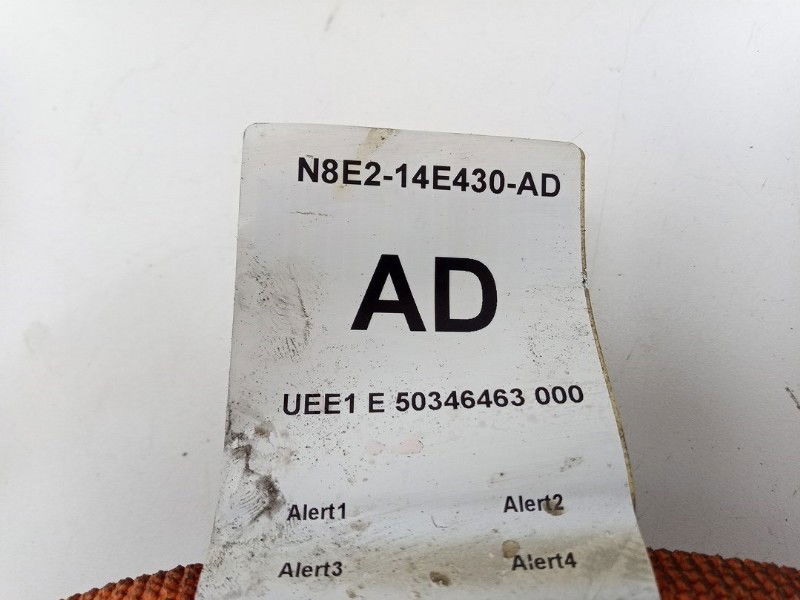 N8E2-14E430-AD
AD
UEE1 E 50346463 000
Alert1 Alert2
Alert3 Alert4